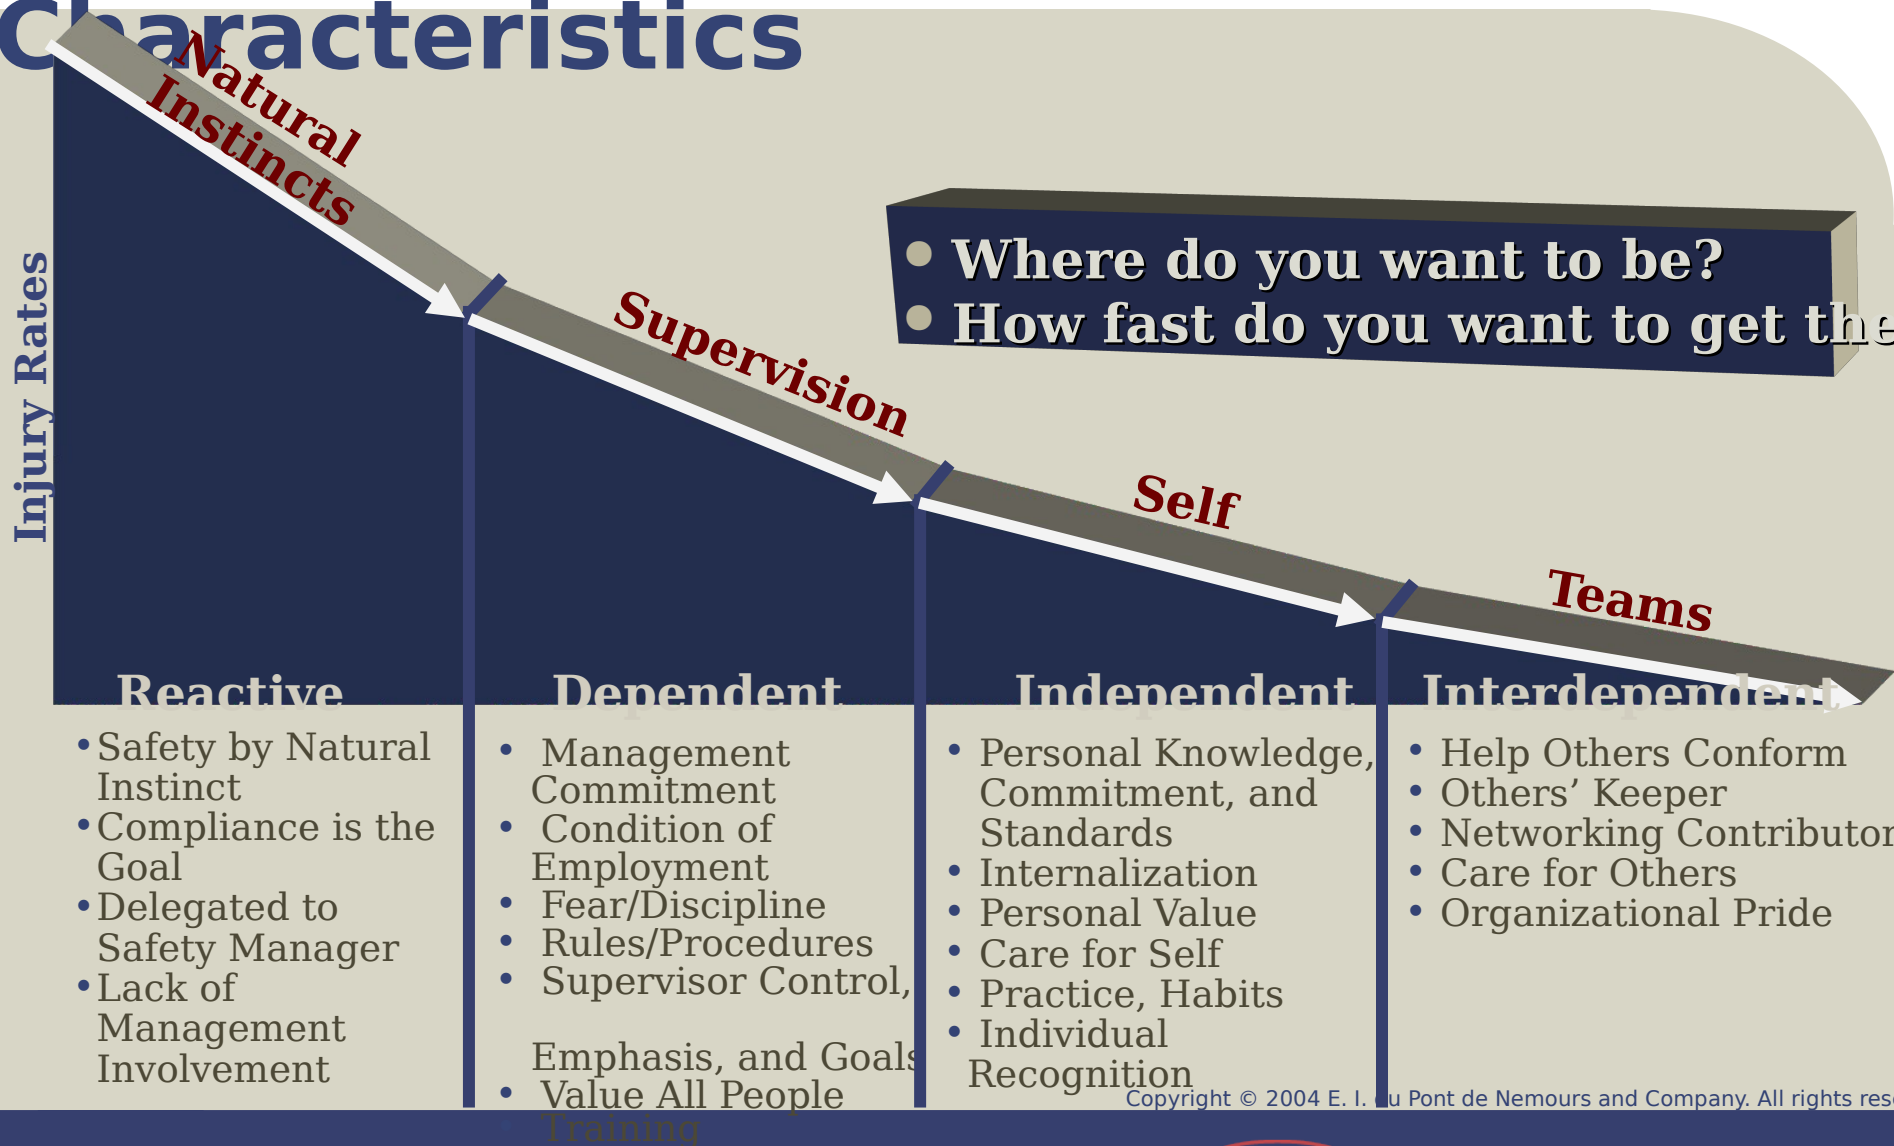 Characteristics
Natural
Instincts
Supervision
Self
Teams
• Where do you want to be?
• How fast do you want to get the
Injury Rates
Reactive
•Safety by Natural
Instinct
•Compliance is the
Goal
•Delegated to
Safety Manager
•Lack of
Management
Involvement
Dependent
• Management
Commitment
• Condition of
Employment
• Fear/Discipline
• Rules/Procedures
• Supervisor Control,
Emphasis, and Goals
• Value All People
• Training
Independent
• Personal Knowledge,
Commitment, and
Standards
• Internalization
• Personal Value
• Care for Self
• Practice, Habits
• Individual
Recognition
Interdependent
• Help Others Conform
• Others’ Keeper
• Networking Contributor
• Care for Others
• Organizational Pride
Copyright © 2004 E. I. du Pont de Nemours and Company. All rights rese